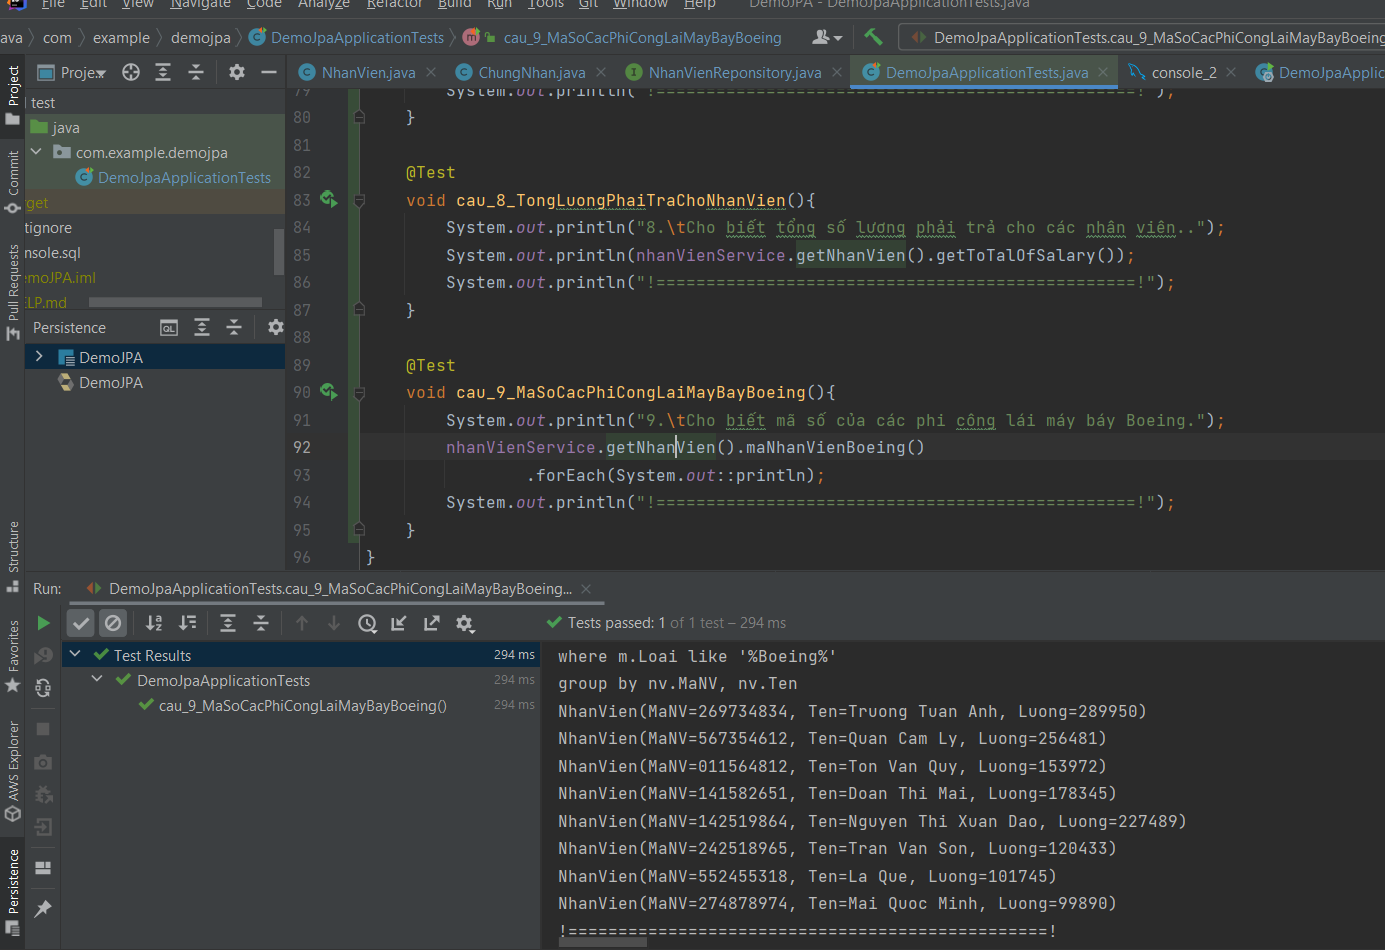 File Edit View Navigate Code Analyze Refactor Build Run Tools Git Window Help DemoJPA - DemoJpaApplicationTests.java
ava com example demojpa DemoJpaApplicationTests cau_9_MaSoCacPhiCongLaiMayBayBoeing DemoJpaApplicationTests.cau_9_MaSoCacPhiCongLaiMayBayBoeing
Project
Commit
Pull Requests
Structure
Favorites
AWS Explorer
Persistence
Proje
NhanVien.java ChungNhan.java NhanVienReponsitory.java DemoJpaApplicationTests.java console_2 DemoJpaApplic
test
java
com.example.demojpa
DemoJpaApplicationTests
get
tignore
nsole.sql
emoJPA.iml
LP.md
Persistence
DemoJPA
DemoJPA
79 System.out.println("!================================================!");
80 }
81
82 @Test
83 void cau_8_TongLuongPhaiTraChoNhanVien(){
84 System.out.println("8.\tCho biết tổng số lương phải trả cho các nhân viên..");
85 System.out.println(nhanVienService.getNhanVien().getToTalOfSalary());
86 System.out.println("!================================================!");
87 }
88
89 @Test
90 void cau_9_MaSoCacPhiCongLaiMayBayBoeing(){
91 System.out.println("9.\tCho biết mã số của các phi công lái máy báy Boeing.");
92 nhanVienService.getNhanVien().maNhanVienBoeing()
93 .forEach(System.out::println);
94 System.out.println("!================================================!");
95 }
96 }
Run: DemoJpaApplicationTests.cau_9_MaSoCacPhiCongLaiMayBayBoeing...
Tests passed: 1 of 1 test – 294 ms
Test Results 294 ms
DemoJpaApplicationTests 294 ms
cau_9_MaSoCacPhiCongLaiMayBayBoeing() 294 ms
where m.Loai like '%Boeing%'
group by nv.MaNV, nv.Ten
NhanVien(MaNV=269734834, Ten=Truong Tuan Anh, Luong=289950)
NhanVien(MaNV=567354612, Ten=Quan Cam Ly, Luong=256481)
NhanVien(MaNV=011564812, Ten=Ton Van Quy, Luong=153972)
NhanVien(MaNV=141582651, Ten=Doan Thi Mai, Luong=178345)
NhanVien(MaNV=142519864, Ten=Nguyen Thi Xuan Dao, Luong=227489)
NhanVien(MaNV=242518965, Ten=Tran Van Son, Luong=120433)
NhanVien(MaNV=552455318, Ten=La Que, Luong=101745)
NhanVien(MaNV=274878974, Ten=Mai Quoc Minh, Luong=99890)
!================================================!